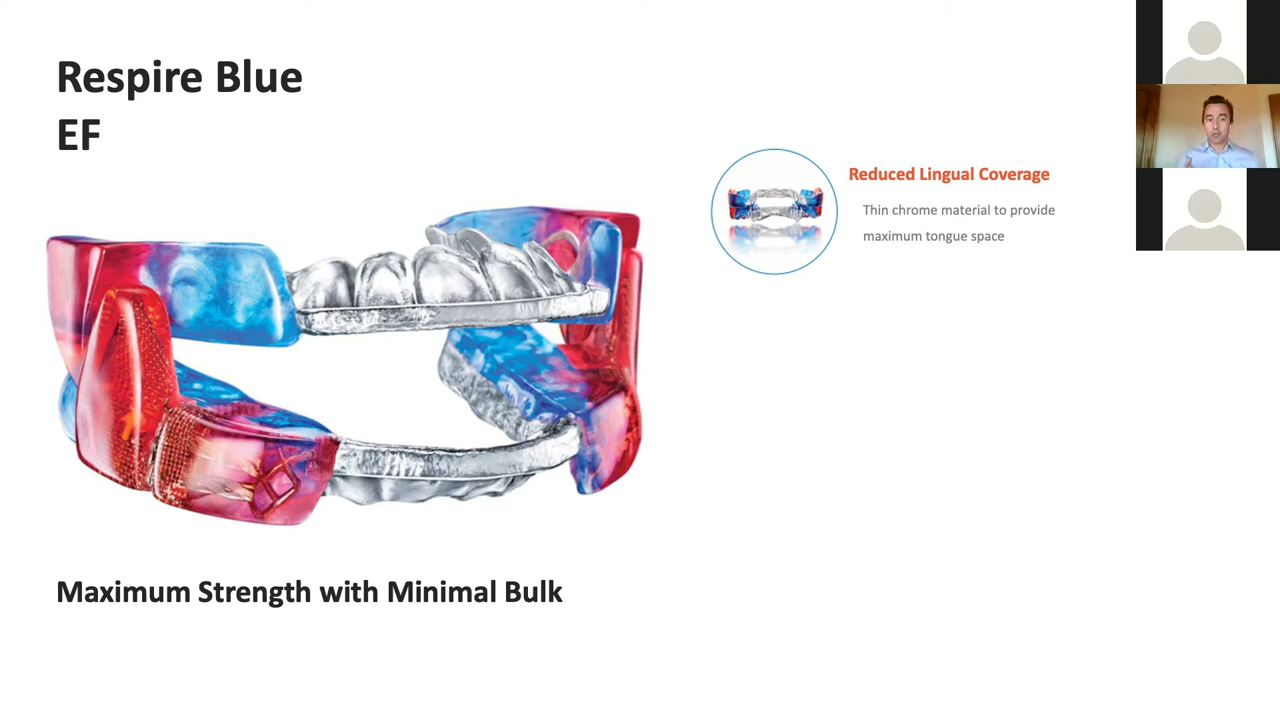 Respire Blue
EF
Reduced Lingual Coverage
Thin chrome material to provide
maximum tongue space
Maximum Strength with Minimal Bulk